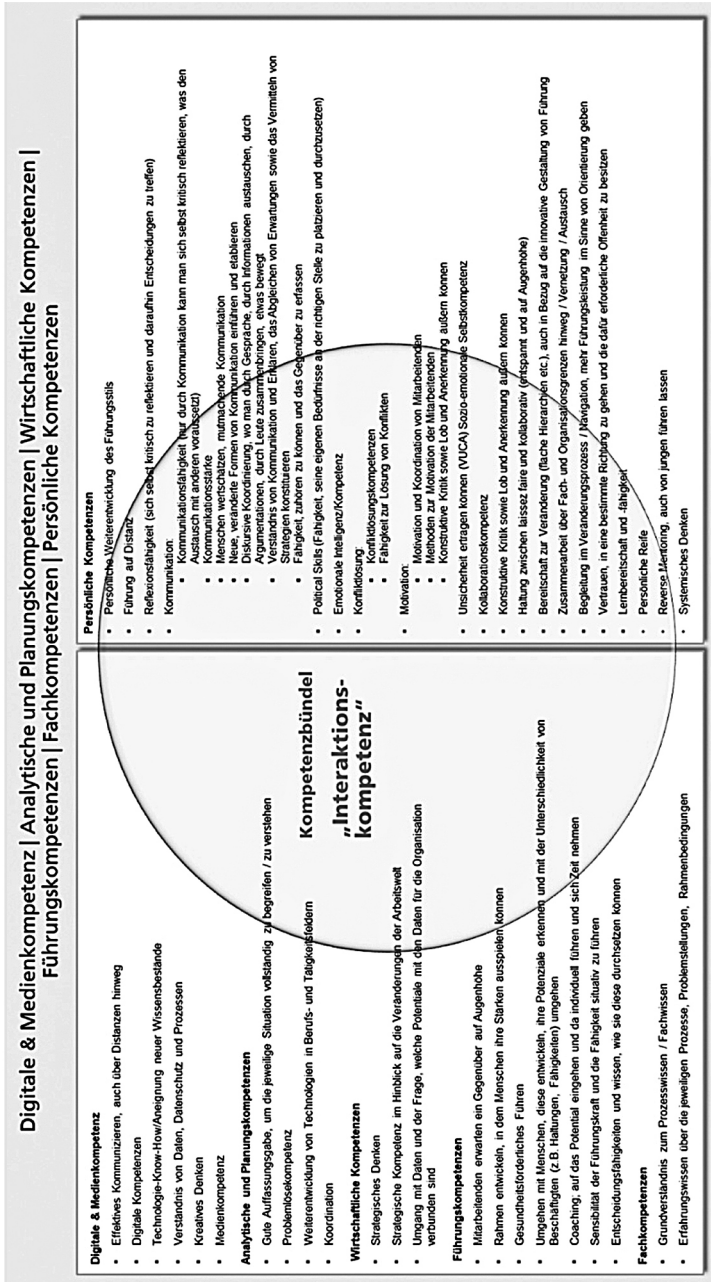 Digitale & Medienkompetenz | Analytische und Planungskompetenzen | Wirtschaftliche Kompetenzen |
Führungskompetenzen | Fachkompetenzen | Persönliche Kompetenzen
Digitale & Medienkompetenz
• Effektives Kommunizieren, auch über Distanzen hinweg
• Digitale Kompetenzen
• Technologie-Know-How/Aneignung neuer Wissensbestände
• Verständnis von Daten, Datenschutz und Prozessen
• Kreatives Denken
• Medienkompetenz
Analytische und Planungskompetenzen
• Gute Auffassungsgabe, um die jeweilige Situation vollständig zu begreifen / zu verstehen
• Problemlösekompetenz
• Weiterentwicklung von Technologien in Berufs- und Tätigkeitsfeldern
• Koordination
Wirtschaftliche Kompetenzen
• Strategisches Denken
• Strategische Kompetenz im Hinblick auf die Veränderungen der Arbeitswelt
• Umgang mit Daten und der Frage, welche Potentiale mit den Daten für die Organisation
verbunden sind
Führungskompetenzen
• Mitarbeitenden erwarten ein Gegenüber auf Augenhöhe
• Rahmen entwickeln, in dem Menschen ihre Stärken ausspielen können
• Gesundheitsförderliches Führen
• Umgehen mit Menschen, diese entwickeln, ihre Potenziale erkennen und mit der Unterschiedlichkeit von
Beschäftigten (z.B. Haltungen, Fähigkeiten) umgehen
• Coaching; auf das Potential eingehen und da individuell führen und sich Zeit nehmen
• Sensibilität der Führungskraft und die Fähigkeit situativ zu führen
• Entscheidungsfähigkeiten und wissen, wie sie diese durchsetzen können
Fachkompetenzen
• Grundverständnis zum Prozesswissen / Fachwissen
• Erfahrungswissen über die jeweiligen Prozesse, Problemstellungen, Rahmenbedingungen
Kompetenzbündel
„Interaktions-
kompetenz"
Persönliche Kompetenzen
• Persönliche Weiterentwicklung des Führungsstils
• Führung auf Distanz
• Reflexionsfähigkeit (sich selbst kritisch zu reflektieren und daraufhin Entscheidungen zu treffen)
• Kommunikation:
• Kommunikationsfähigkeit (nur durch Kommunikation kann man sich selbst kritisch reflektieren, was den
Austausch mit anderen voraussetzt)
• Kommunikationsstärke
• Menschen wertschätzen, mutmachende Kommunikation
• Neue, veränderte Formen von Kommunikation einführen und etablieren
• Diskursive Koordinierung, wo man durch Gespräche, durch Informationen austauschen, durch
Argumentationen, durch Leute zusammenbringen, etwas bewegt
• Verständnis von Kommunikation und Erklären, das Abgleichen von Erwartungen sowie das Vermitteln von
Strategien konstituieren
• Fähigkeit, zuhören zu können und das Gegenüber zu erfassen
• Political Skills (Fähigkeit, seine eigenen Bedürfnisse an der richtigen Stelle zu platzieren und durchzusetzen)
• Emotionale Intelligenz/Kompetenz
• Konfliktlösung:
• Konfliktlösungskompetenzen
• Fähigkeit zur Lösung von Konflikten
• Motivation:
• Motivation und Koordination von Mitarbeitenden
• Methoden zur Motivation der Mitarbeitenden
• Konstruktive Kritik sowie Lob und Anerkennung äußern können
• Unsicherheit ertragen können (VUCA) Sozio-emotionale Selbstkompetenz
• Kollaborationskompetenz
• Konstruktive Kritik sowie Lob und Anerkennung äußern können
• Haltung zwischen laissez faire und kollaborativ (entspannt und auf Augenhöhe)
• Bereitschaft zur Veränderung (flache Hierarchien etc.), auch in Bezug auf die innovative Gestaltung von Führung
• Zusammenarbeit über Fach- und Organisationsgrenzen hinweg / Vernetzung / Austausch
• Begleitung im Veränderungsprozess / Navigation, mehr Führungsleistung im Sinne von Orientierung geben
• Vertrauen, in eine bestimmte Richtung zu gehen und die dafür erforderliche Offenheit zu besitzen
• Lernbereitschaft und -fähigkeit
• Persönliche Reife
• Reverse Mentoring, auch von jungen führen lassen
• Systemisches Denken